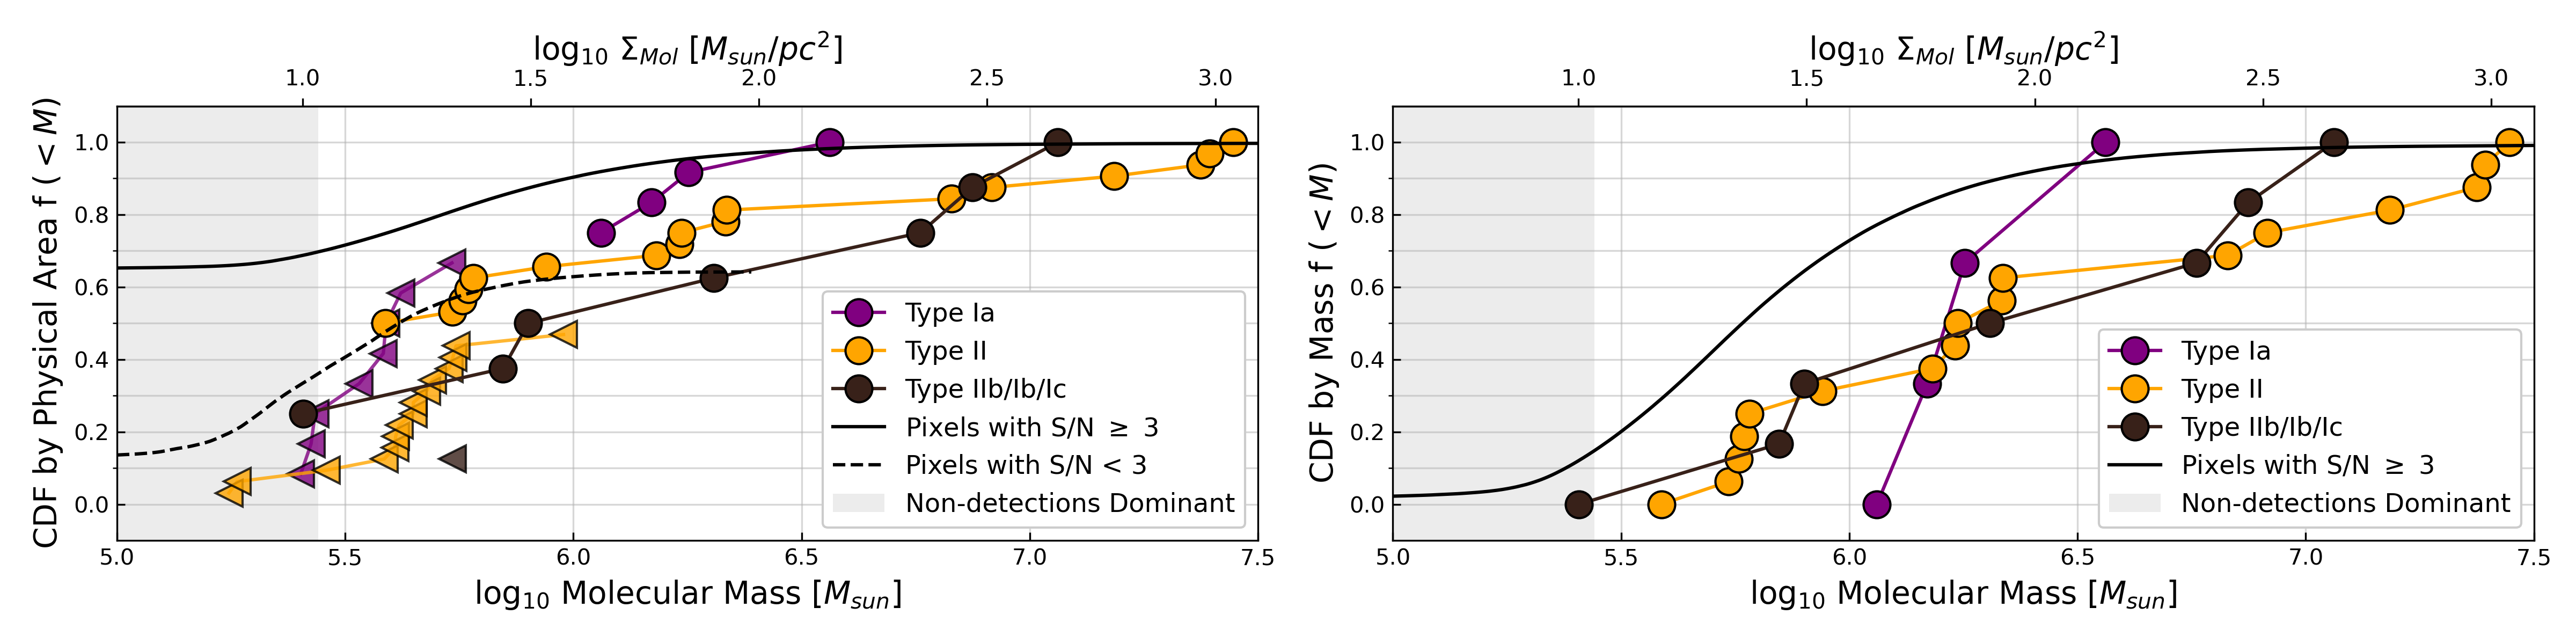 log10 ΣMol [Msun/pc2]
1.0 1.5 2.0 2.5 3.0
CDF by Physical Area f ( < M)
1.0
0.8
0.6
0.4
0.2
0.0
Type Ia
Type II
Type IIb/Ib/Ic
Pixels with S/N ≥ 3
Pixels with S/N < 3
Non-detections Dominant
5.0 5.5 6.0 6.5 7.0 7.5
log10 Molecular Mass [Msun]
log10 ΣMol [Msun/pc2]
1.0 1.5 2.0 2.5 3.0
CDF by Mass f ( < M)
1.0
0.8
0.6
0.4
0.2
0.0
Type Ia
Type II
Type IIb/Ib/Ic
Pixels with S/N ≥ 3
Non-detections Dominant
5.0 5.5 6.0 6.5 7.0 7.5
log10 Molecular Mass [Msun]